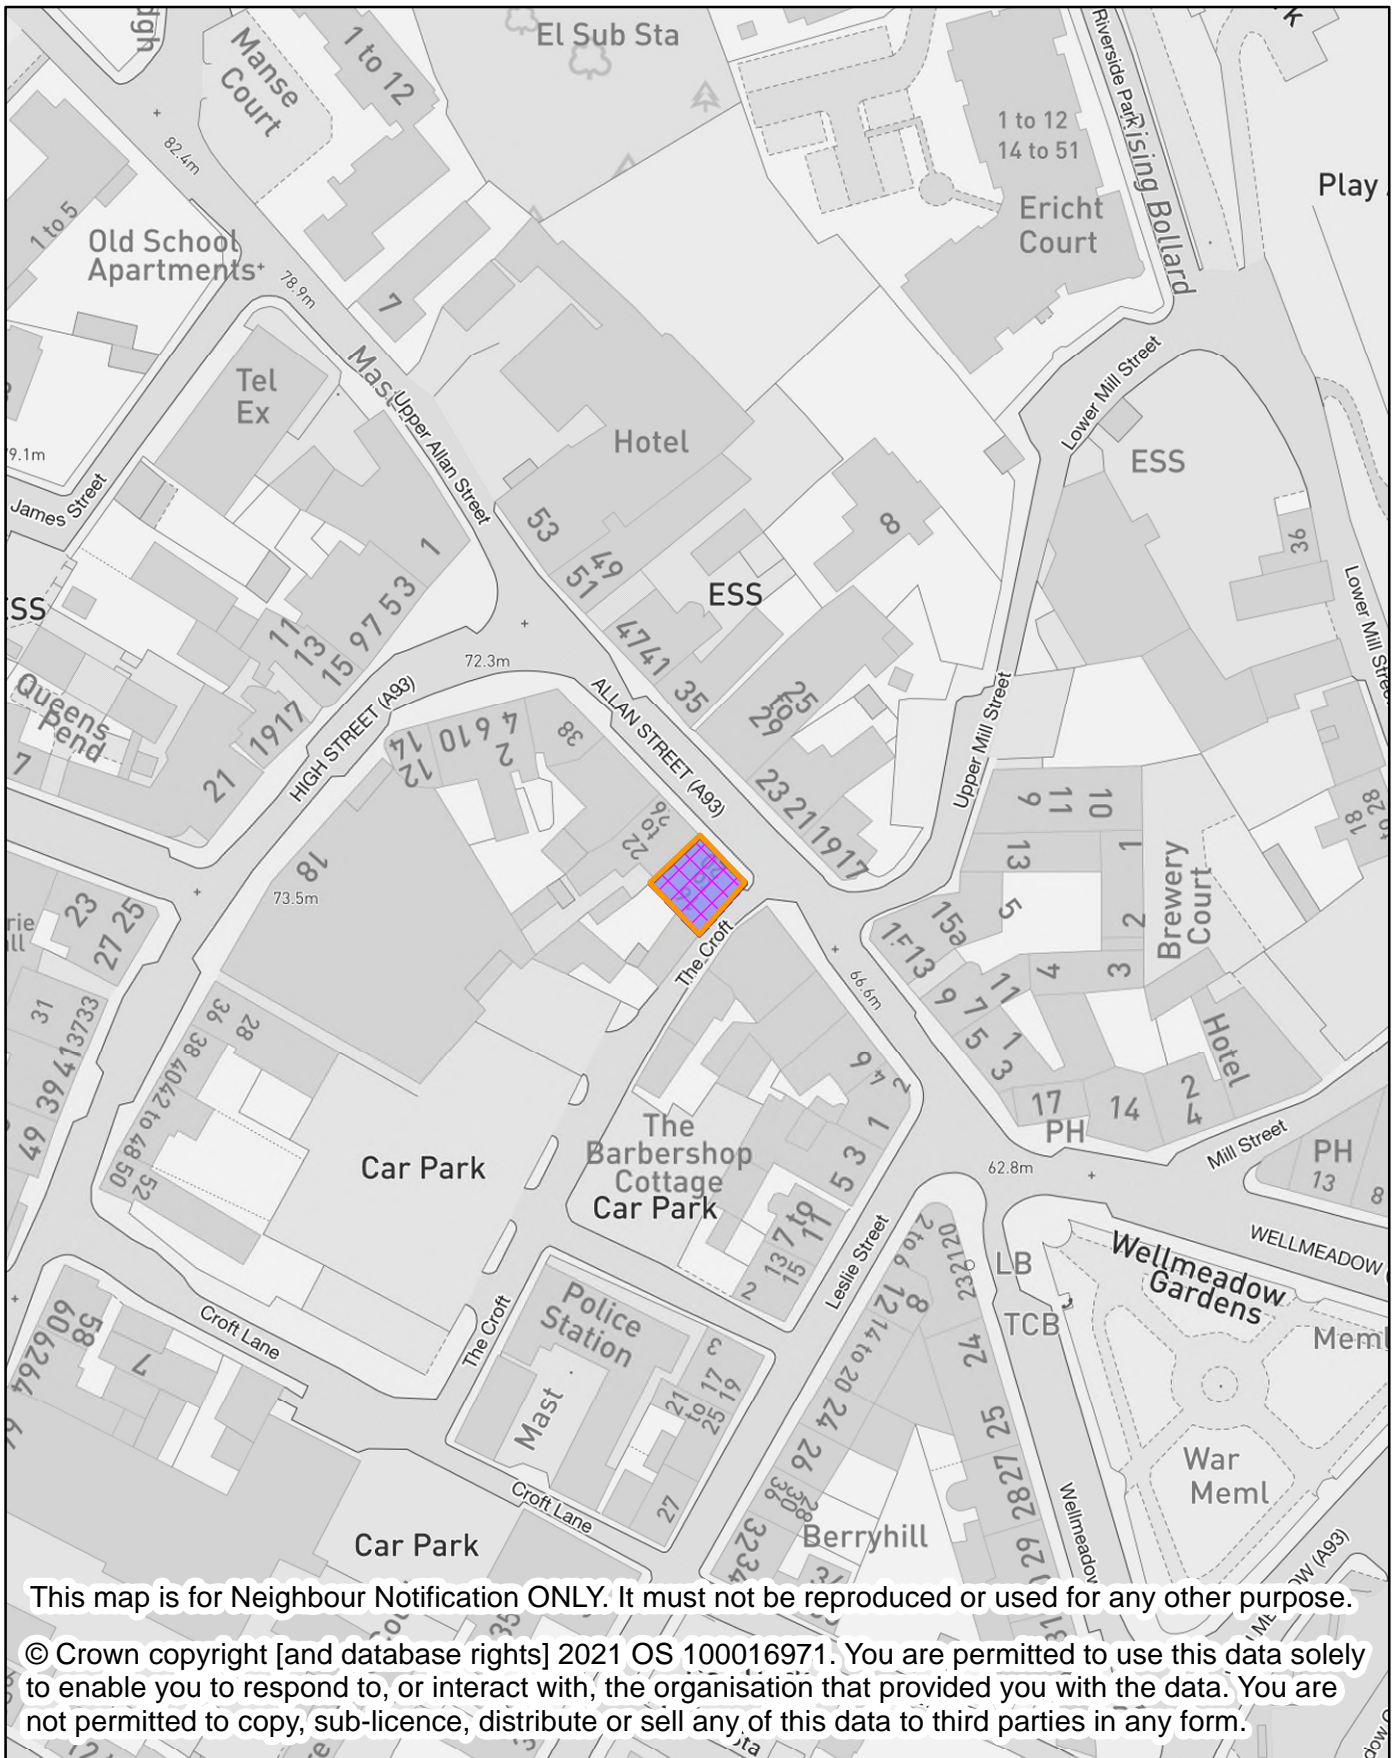 El Sub Sta
Manse
Court
1 to 12
82.4m
1 to 12
14 to 51
Ericht
Court
Riverside Park
Rising Bollard
Play
1 to 5
Old School
Apartments
78.9m
7
Mast
Upper Allan Street
Tel
Ex
Hotel
Lower Mill Street
ESS
James Street
53
49
51
8
36
1
ESS
Lower Mill Street
11
13
15
9
7
5
3
47
41
35
72.3m
Queens
Pend
7
19
17
21
HIGH STREET (A93)
ALLAN STREET (A93)
25
to
29
Upper Mill Street
14
12
10
6
4
2
38
23
21
19
17
22
to
26
9
11
10
13
1
18
73.5m
5
2
Brewery
Court
23
25
27
15a
15
13
4
3
The Croft
66.6m
31
33
37
41
39
49
36
28
38
40
42 to 48
50
52
9
7
11
5
1
3
Hotel
6
4
2
17
PH
14
2
4
Mill Street
PH
13
8
The
Barbershop
Cottage
Car Park
Car Park
1
3
5
7 to
11
13
15
2
62.8m
Leslie Street
WELLMEADOW
Wellmeadow
Gardens
LB
TCB
2 to 6
8
12
14 to 20
24
26
24
25
27
28
29
Police
Station
Mast
The Croft
Croft Lane
60
58
62
64
7
3
17
19
21
to
25
27
War
Meml
Wellmeadow
Croft Lane
Berryhill
Car Park
32
34
This map is for Neighbour Notification ONLY. It must not be reproduced or used for any other purpose.
© Crown copyright [and database rights] 2021 OS 100016971. You are permitted to use this data solely
to enable you to respond to, or interact with, the organisation that provided you with the data. You are
not permitted to copy, sub-licence, distribute or sell any of this data to third parties in any form.